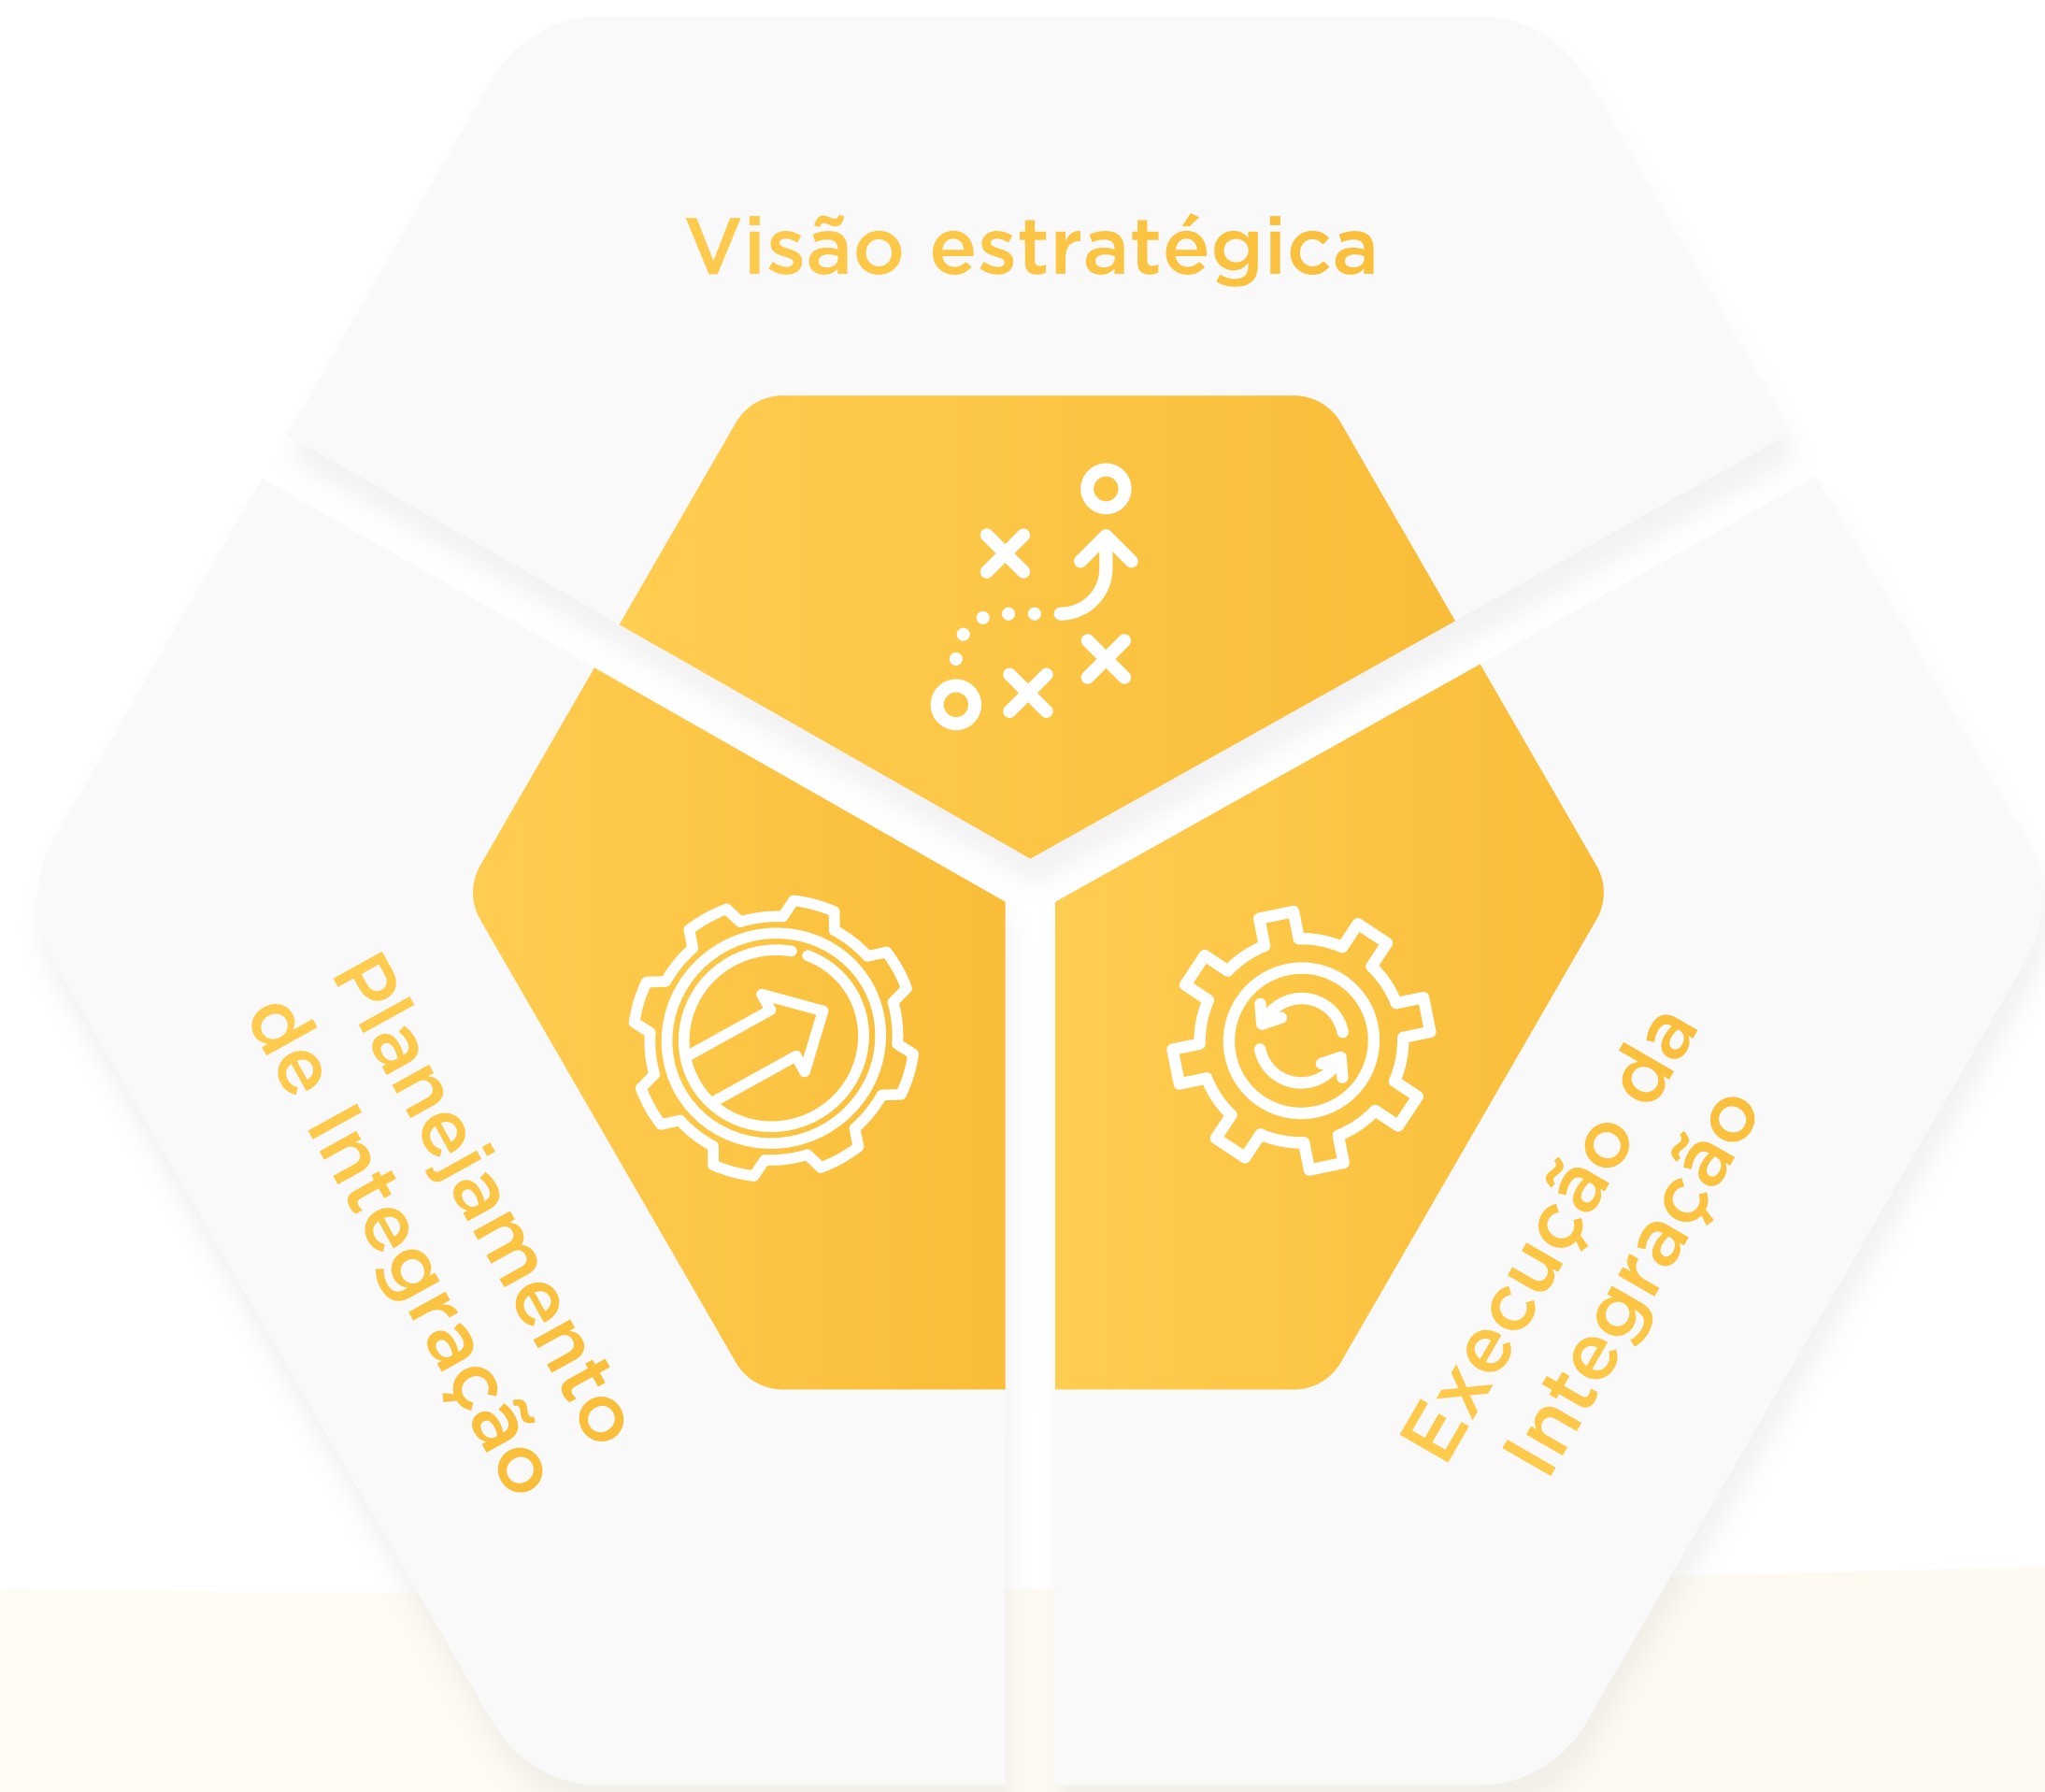 Visão estratégica
Planejamento
de Integração
Execução da
Integração